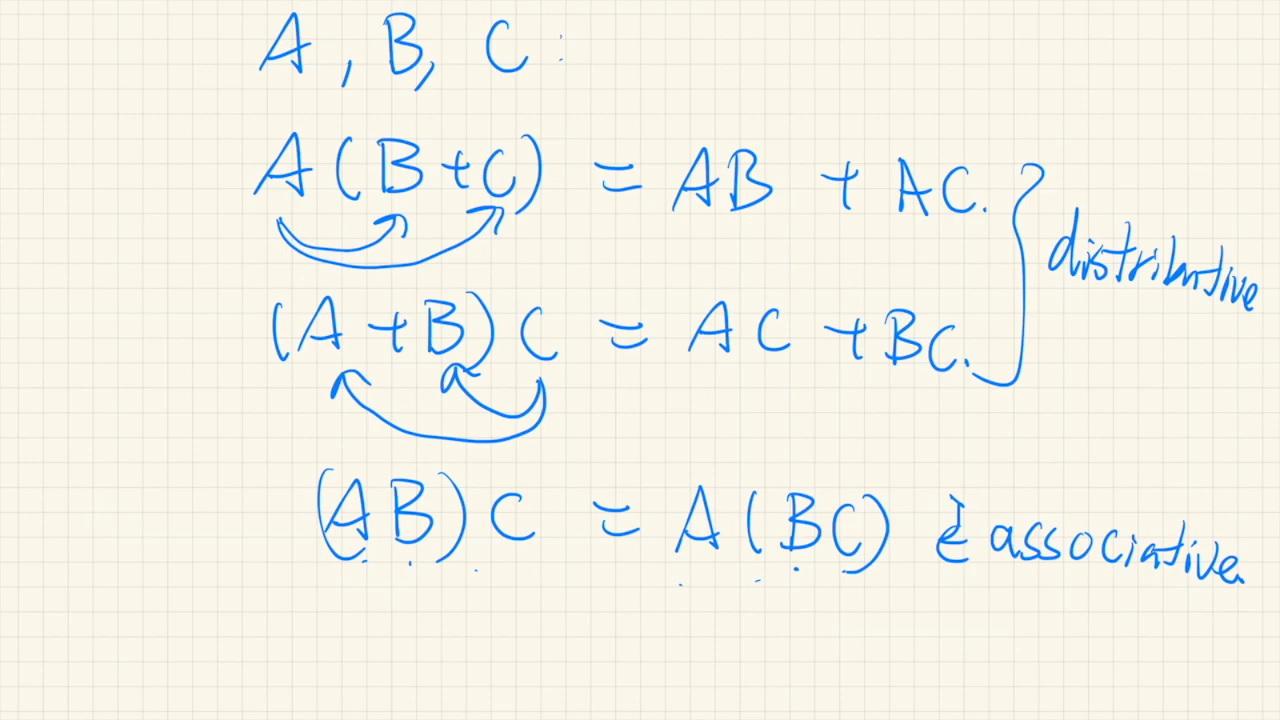 A, B, C :
A(B+C) = AB + AC.
distributive
(A+B)C = AC + BC.
(AB)C = A(BC) associative.